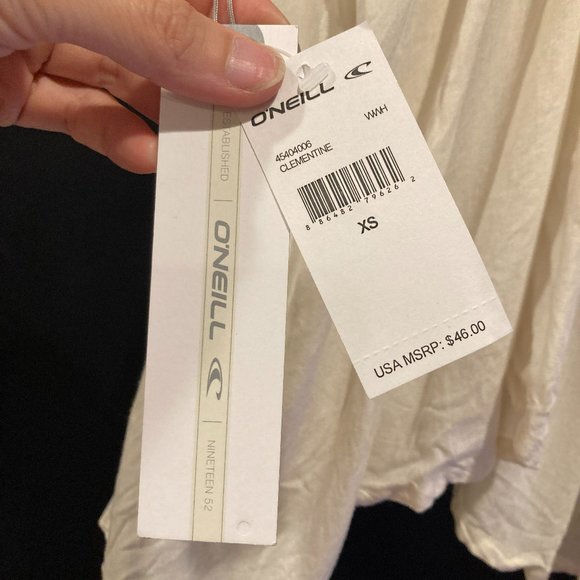 ESTABLISHED
O'NEILL
NINETEEN 52
O'NEILL
WWH
45404006
CLEMENTINE
8 86482 79626 2
XS
USA MSRP: $46.00